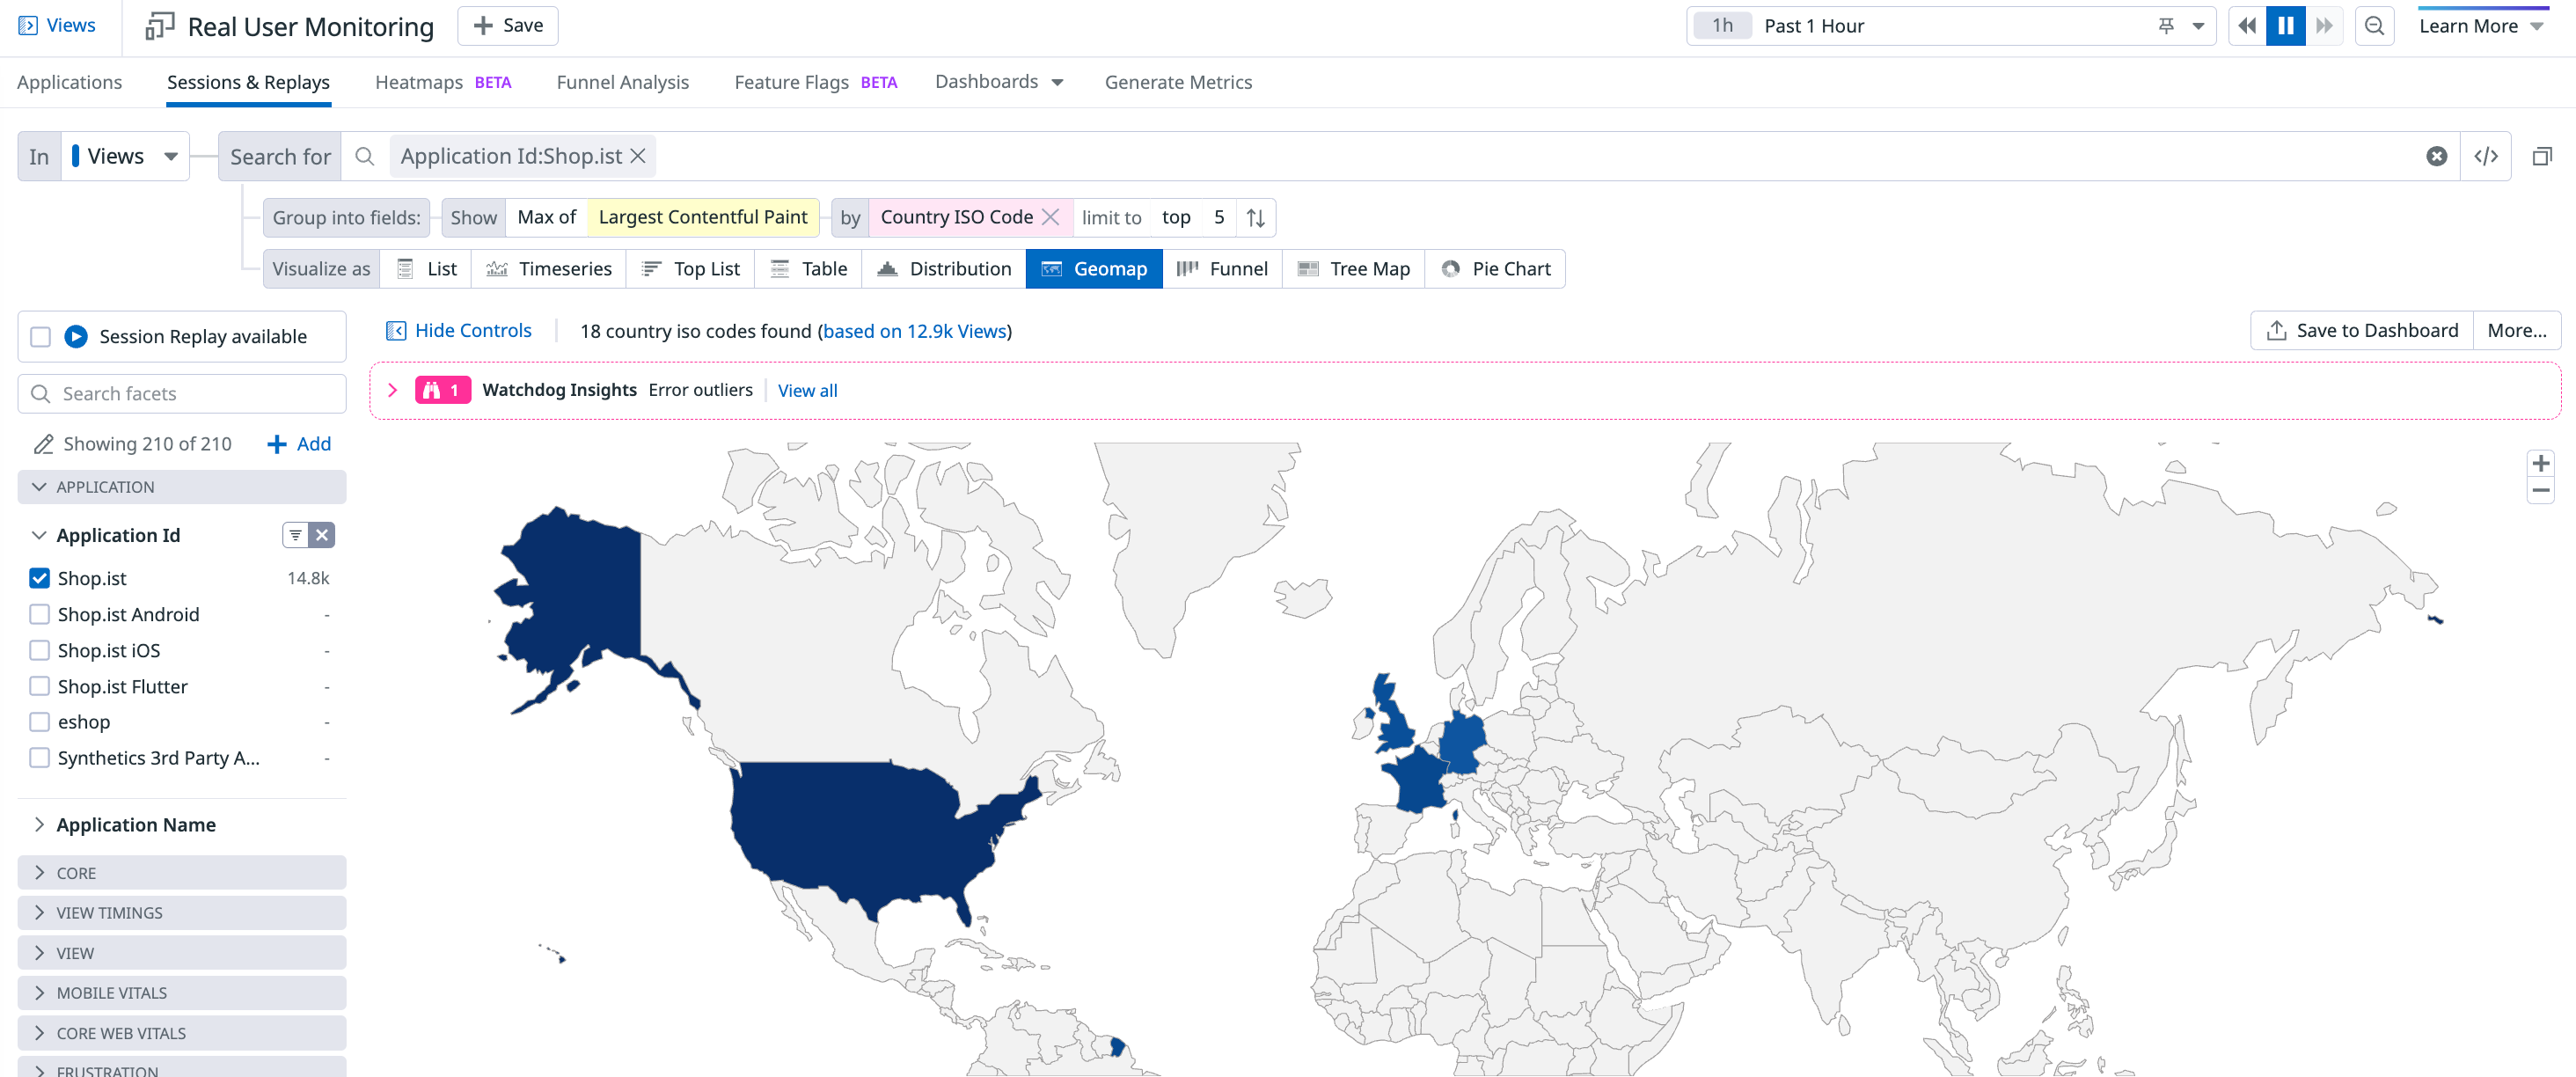 Views
Real User Monitoring
Save
1h Past 1 Hour
Learn More
Applications Sessions & Replays Heatmaps BETA Funnel Analysis Feature Flags BETA Dashboards Generate Metrics
In Views Search for Application Id:Shop.ist
Group into fields: Show Max of Largest Contentful Paint by Country ISO Code limit to top 5
Visualize as List Timeseries Top List Table Distribution Geomap Funnel Tree Map Pie Chart
Session Replay available
Hide Controls 18 country iso codes found (based on 12.9k Views)
Save to Dashboard More...
1 Watchdog Insights Error outliers View all
Search facets
Showing 210 of 210 Add
APPLICATION
Application Id
Shop.ist 14.8k
Shop.ist Android -
Shop.ist iOS -
Shop.ist Flutter -
eshop -
Synthetics 3rd Party A... -
Application Name
CORE
VIEW TIMINGS
VIEW
MOBILE VITALS
CORE WEB VITALS
FRUSTRATION